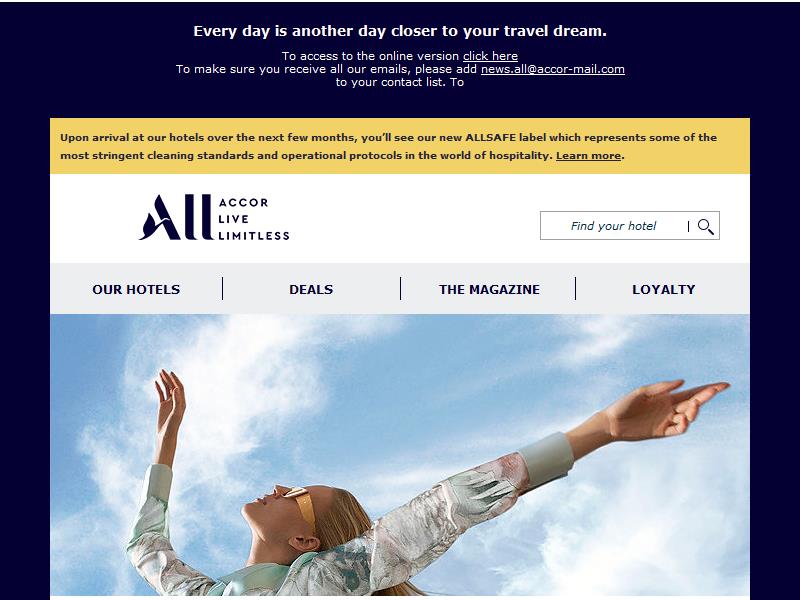 Every day is another day closer to your travel dream.
To access to the online version click here
To make sure you receive all our emails, please add news.all@accor-mail.com
to your contact list. To
Upon arrival at our hotels over the next few months, you'll see our new ALLSAFE label which represents some of the
most stringent cleaning standards and operational protocols in the world of hospitality. Learn more.
All ACCOR
LIVE
LIMITLESS
Find your hotel
OUR HOTELS
DEALS
THE MAGAZINE
LOYALTY